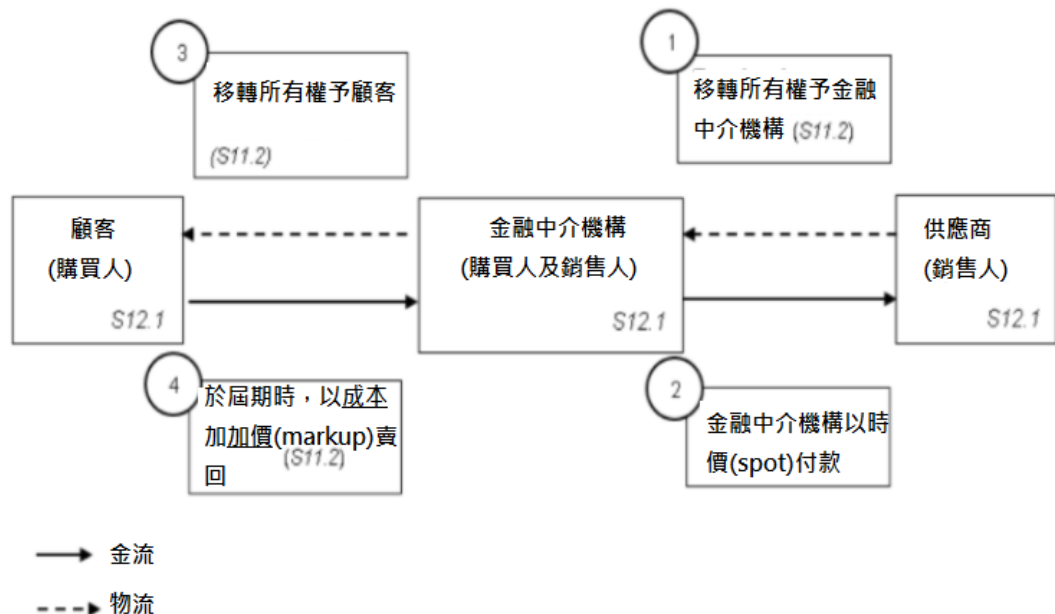 3
移轉所有權予顧客
(S11.2)
1
移轉所有權予金融
中介機構 (S11.2)
顧客
(購買人)
S12.1
金融中介機構
(購買人及銷售人)
S12.1
供應商
(銷售人)
S12.1
4
於屆期時，以成本
加加價(markup)賣
回
(S11.2)
2
金融中介機構以時
價(spot)付款
金流
物流